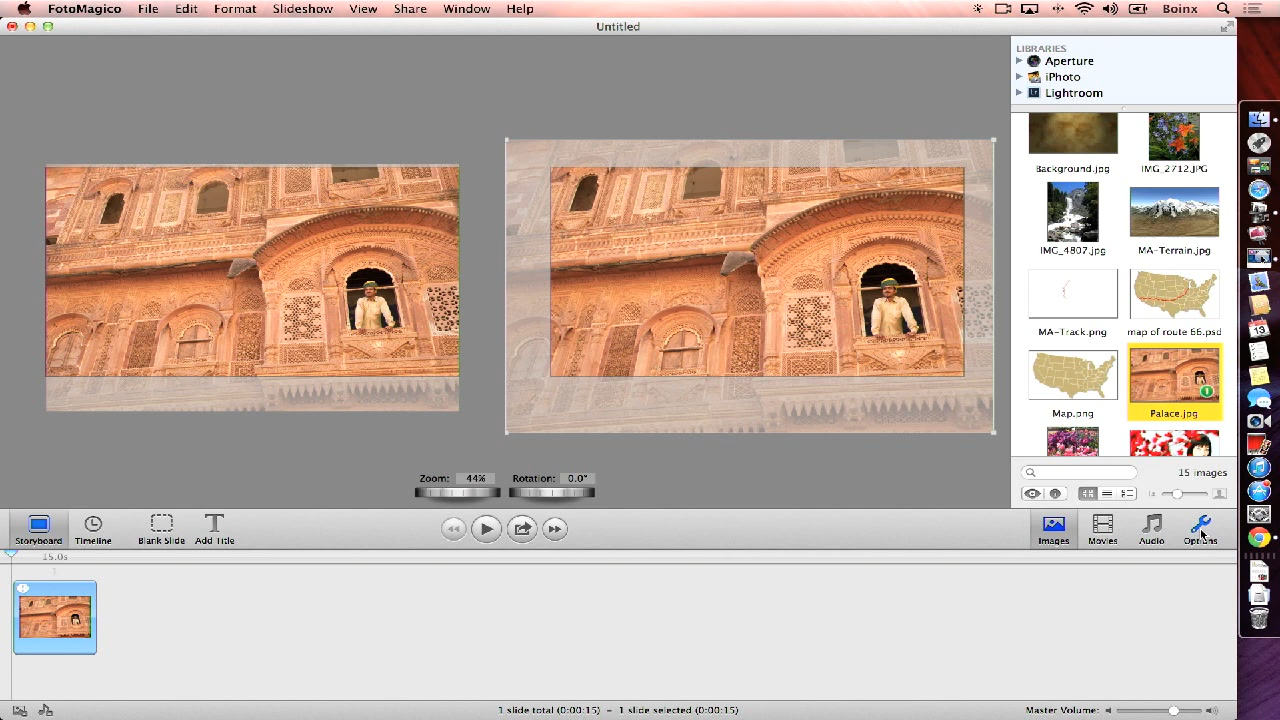 FotoMagico File Edit Format Slideshow View Share Window Help Boinx
Untitled
LIBRARIES
Aperture
iPhoto
Lightroom
Background.jpg IMG_2712.JPG
IMG_4807.jpg MA-Terrain.jpg
MA-Track.png map of route 66.psd
Map.png Palace.jpg
Zoom: 44% Rotation: 0.0°
15 images
Storyboard Timeline Blank Slide Add Title
Images Movies Audio Options
15.0s
1
1 slide total (0:00:15) – 1 slide selected (0:00:15)
Master Volume: